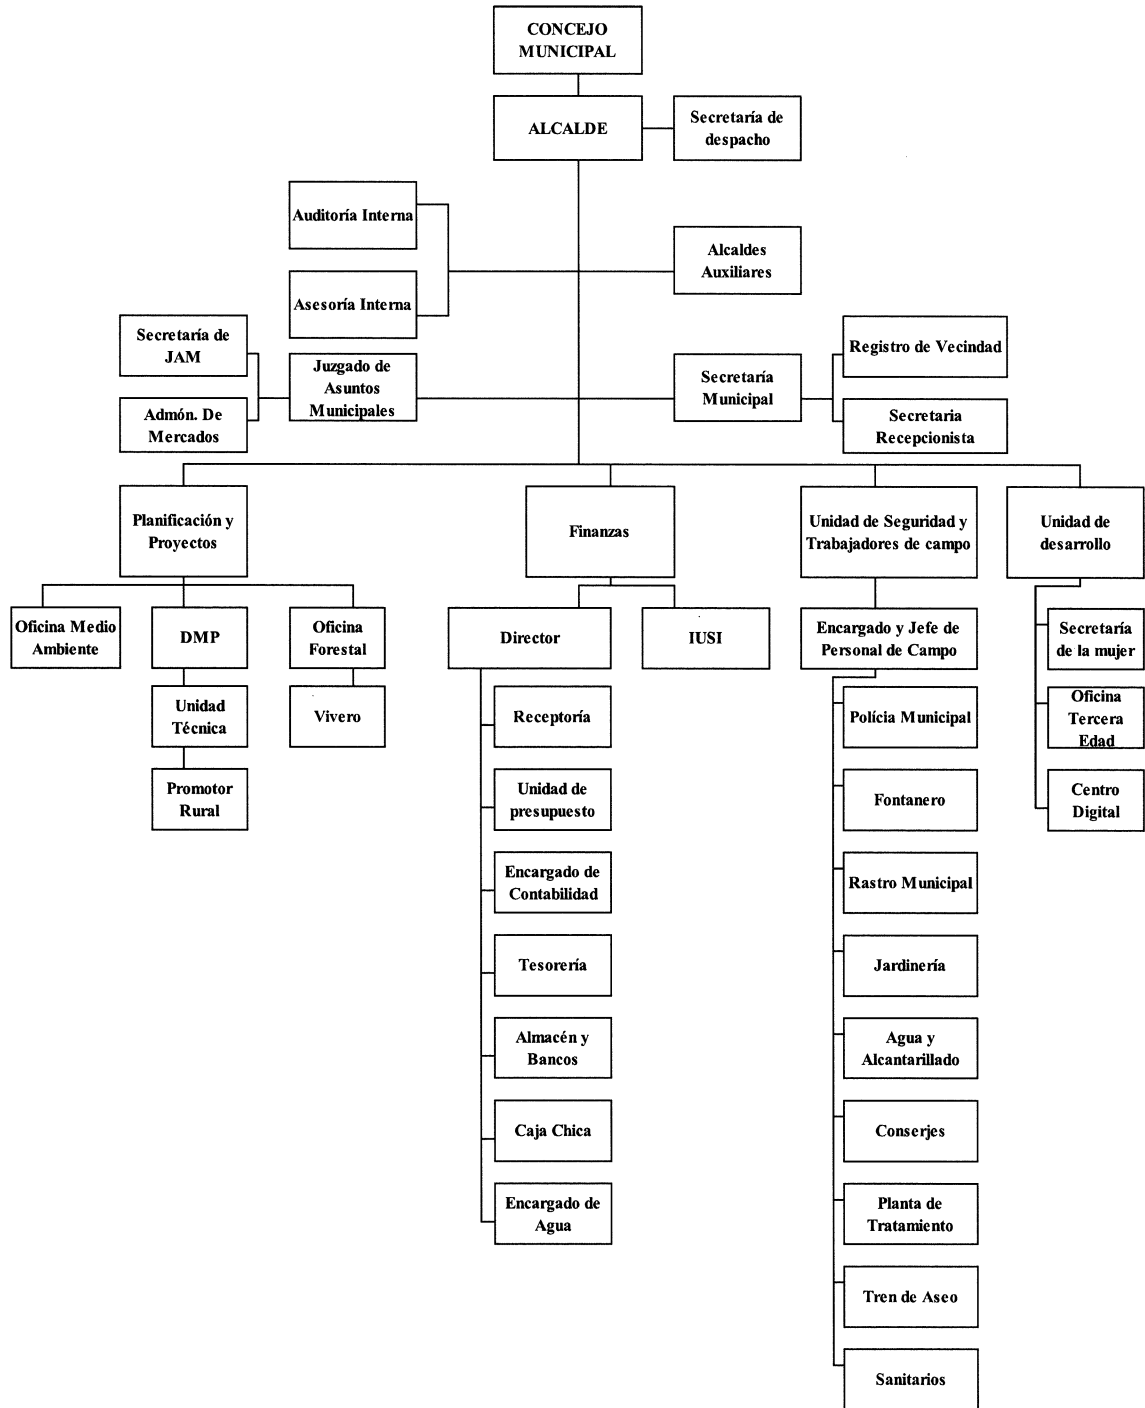 CONCEJO
MUNICIPAL
ALCALDE
Secretaría de
despacho
Auditoría Interna
Asesoría Interna
Alcaldes
Auxiliares
Secretaría de
JAM
Admón. De
Mercados
Juzgado de
Asuntos
Municipales
Secretaría
Municipal
Registro de Vecindad
Secretaria
Recepcionista
Planificación y
Proyectos
Finanzas
Unidad de Seguridad y
Trabajadores de campo
Unidad de
desarrollo
Oficina Medio
Ambiente
DMP
Oficina
Forestal
Unidad
Técnica
Vivero
Promotor
Rural
Director
IUSI
Receptoría
Unidad de
presupuesto
Encargado de
Contabilidad
Tesorería
Almacén y
Bancos
Caja Chica
Encargado de
Agua
Encargado y Jefe de
Personal de Campo
Polícia Municipal
Fontanero
Rastro Municipal
Jardinería
Agua y
Alcantarillado
Conserjes
Planta de
Tratamiento
Tren de Aseo
Sanitarios
Secretaría
de la mujer
Oficina
Tercera
Edad
Centro
Digital